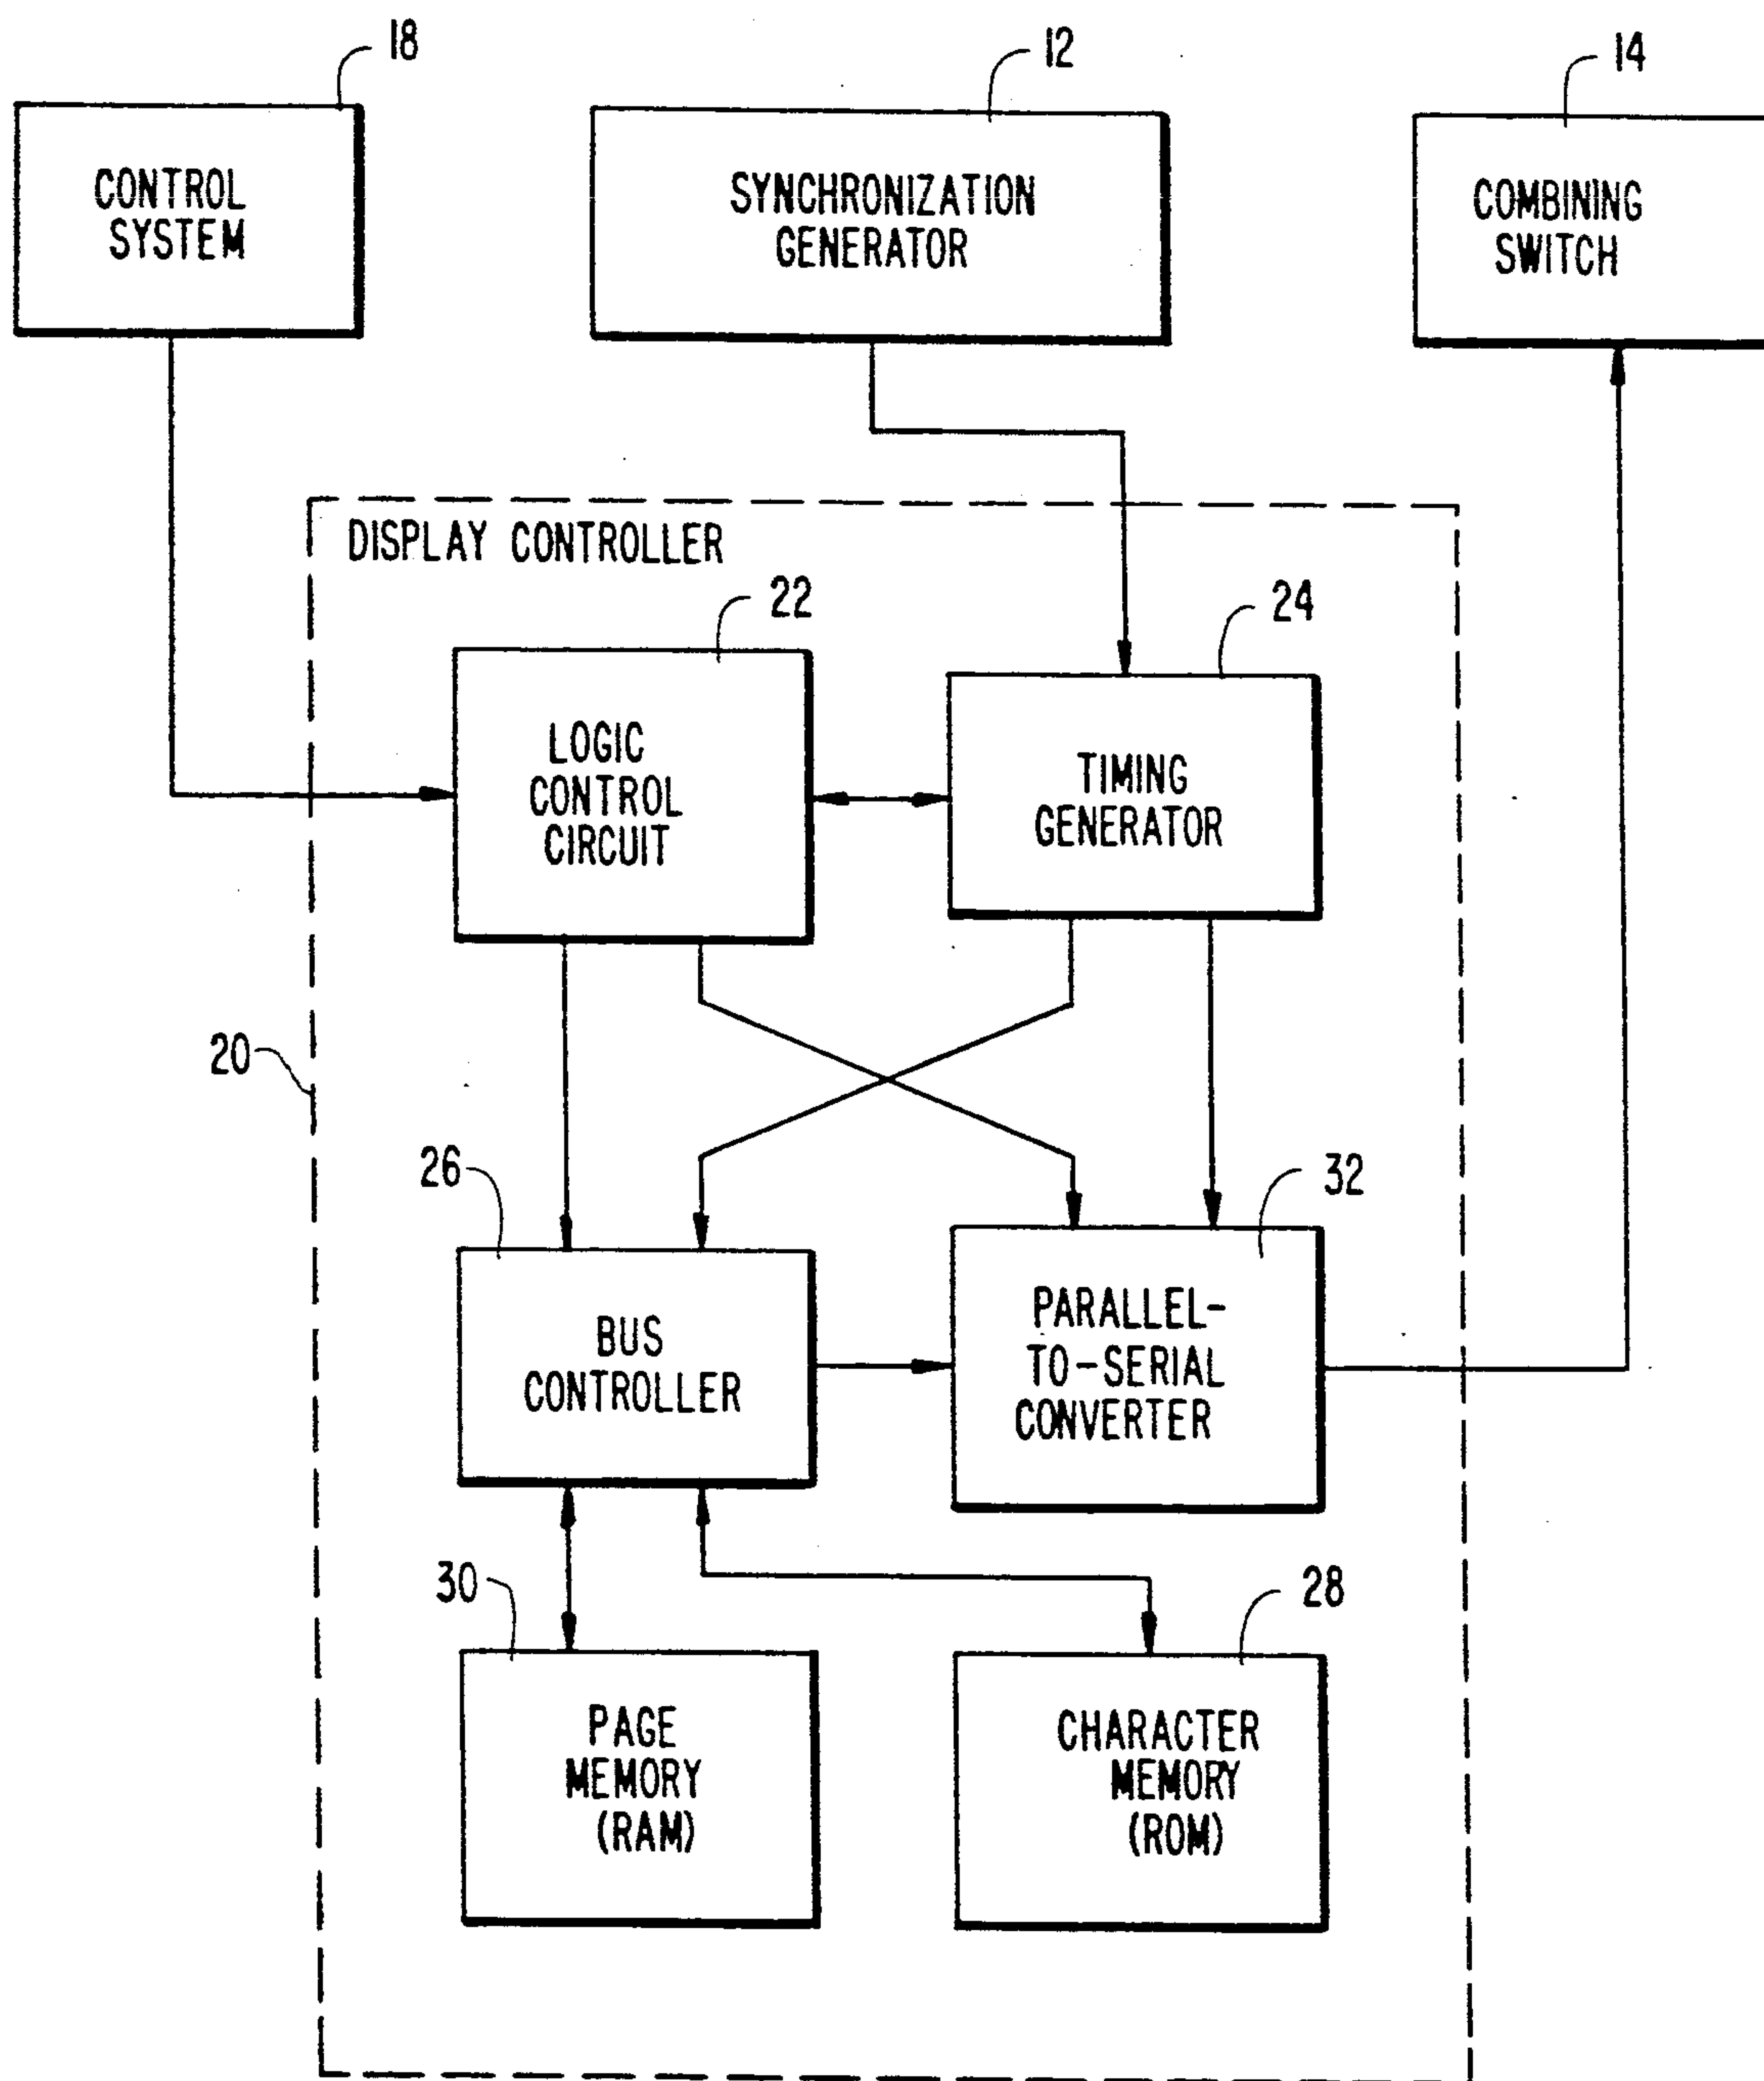 18
12
14
CONTROL
SYSTEM
SYNCHRONIZATION
GENERATOR
COMBINING
SWITCH
DISPLAY CONTROLLER
22
24
LOGIC
CONTROL
CIRCUIT
TIMING
GENERATOR
20
26
32
BUS
CONTROLLER
PARALLEL-
TO-SERIAL
CONVERTER
30
28
PAGE
MEMORY
(RAM)
CHARACTER
MEMORY
(ROM)